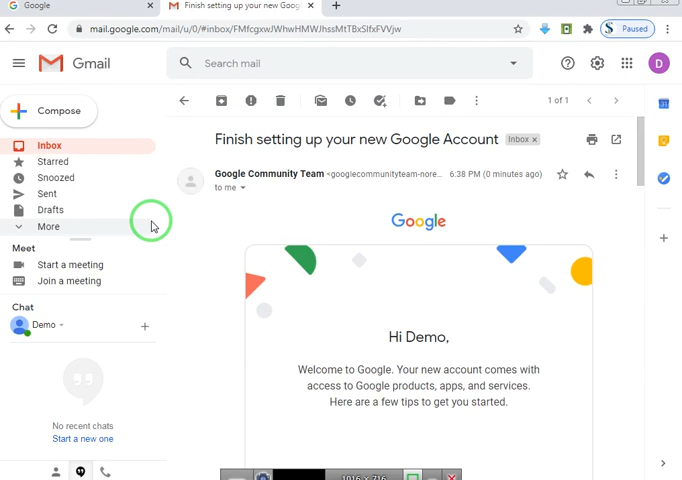 Google
Finish setting up your new Goog
mail.google.com/mail/u/0/#inbox/FMfcgxwJWhwHMWJhssMtTBxSlfxFVVjw
S
Paused
Gmail
Search mail
D
Compose
1 of 1
Inbox
Starred
Snoozed
Sent
Drafts
More
Meet
Start a meeting
Join a meeting
Chat
Demo
No recent chats
Start a new one
Finish setting up your new Google Account
Inbox x
Google Community Team <googlecommunityteam-nore...
6:38 PM (0 minutes ago)
to me
Google
Hi Demo,
Welcome to Google. Your new account comes with
access to Google products, apps, and services.
Here are a few tips to get you started.
1016 x 716